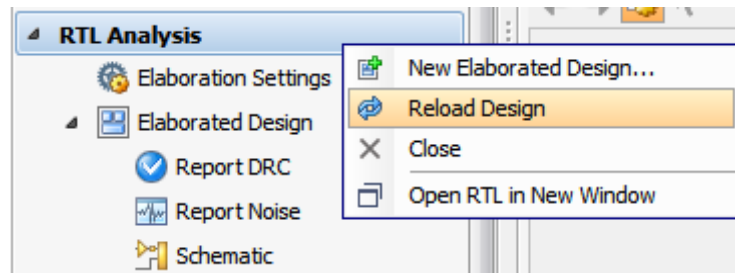 RTL Analysis
Elaboration Settings
Elaborated Design
Report DRC
Report Noise
Schematic
New Elaborated Design...
Reload Design
Close
Open RTL in New Window